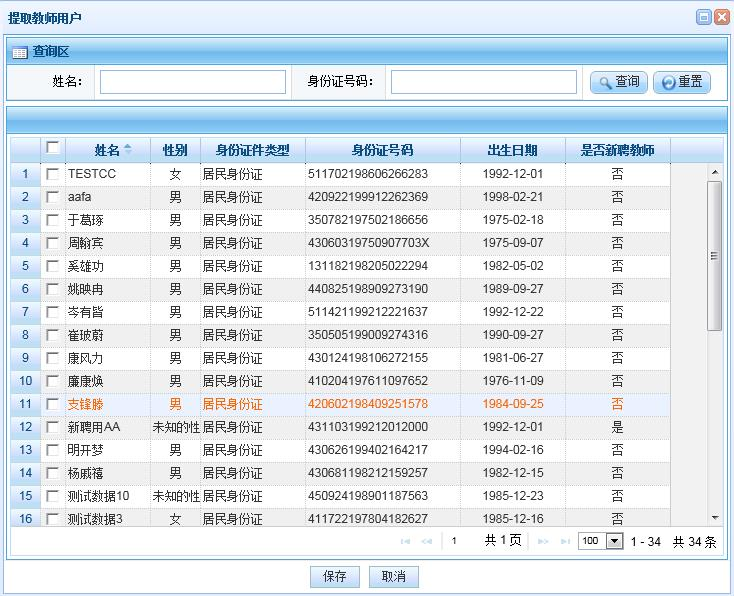 提取教师用户
查询区
姓名： 身份证号码： 查询 重置
姓名 性别 身份证件类型 身份证号码 出生日期 是否新聘教师
1 TESTCC 女 居民身份证 511702198606266283 1992-12-01 否
2 aafa 男 居民身份证 420922199912262369 1998-02-21 否
3 于葛琢 男 居民身份证 350782197502186656 1975-02-18 否
4 周翰宾 男 居民身份证 43060319750907703X 1975-09-07 否
5 奚雄功 男 居民身份证 131182198205022294 1982-05-02 否
6 姚映冉 男 居民身份证 440825198909273190 1989-09-27 否
7 岑有皆 男 居民身份证 511421199212221637 1992-12-22 否
8 崔玻蔚 男 居民身份证 350505199009274316 1990-09-27 否
9 康风力 男 居民身份证 430124198106272155 1981-06-27 否
10 廉康焕 男 居民身份证 410204197611097652 1976-11-09 否
11 支锋滕 男 居民身份证 420602198409251578 1984-09-25 否
12 新聘用AA 未知的性 居民身份证 431103199212012000 1992-12-01 是
13 明开梦 男 居民身份证 430626199402164217 1994-02-16 否
14 杨戚禧 男 居民身份证 430681198212159257 1982-12-15 否
15 测试数据10 未知的性 居民身份证 450924198901187563 1985-12-23 否
16 测试数据3 女 居民身份证 411722197804182627 1985-12-16 否
1 共 1 页 100 1 - 34 共 34 条
保存 取消